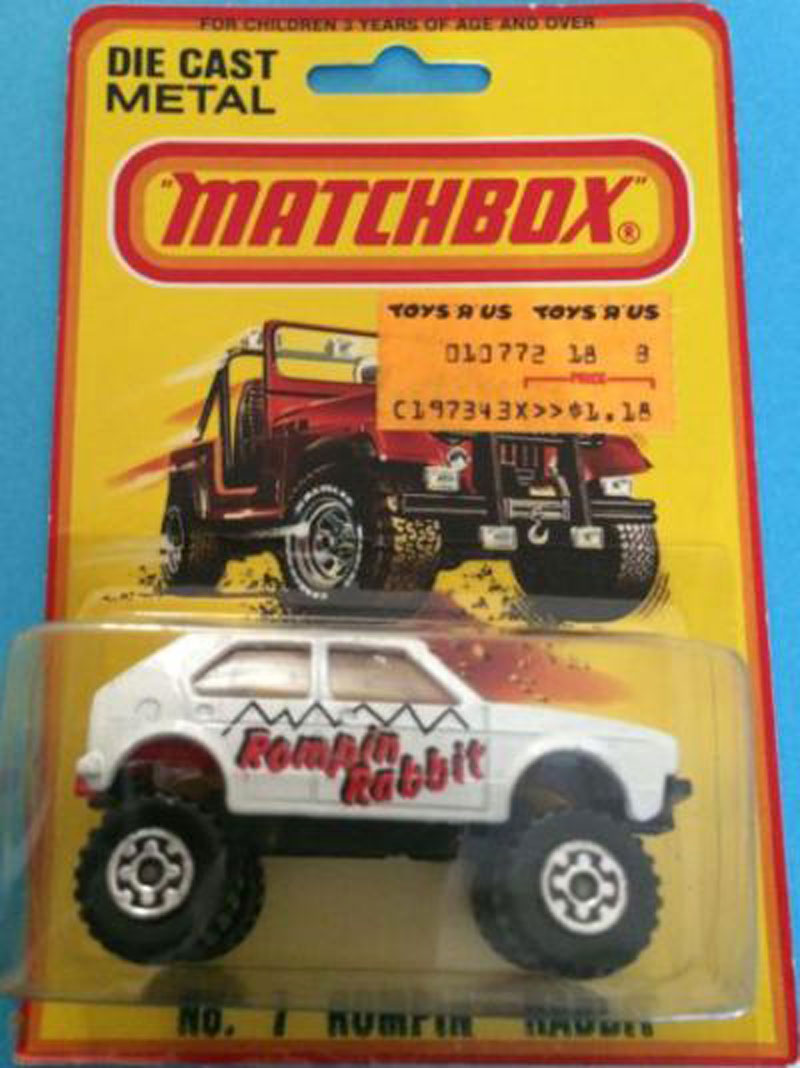 FOR CHILDREN 3 YEARS OF AGE AND OVER
DIE CAST
METAL
"MATCHBOX"®
TOYS "R" US TOYS "R" US
010772 18 8
PRICE
C197343X>>$1.18
Rompin
Rabbit
No. 7 ROMPIN RABBIT